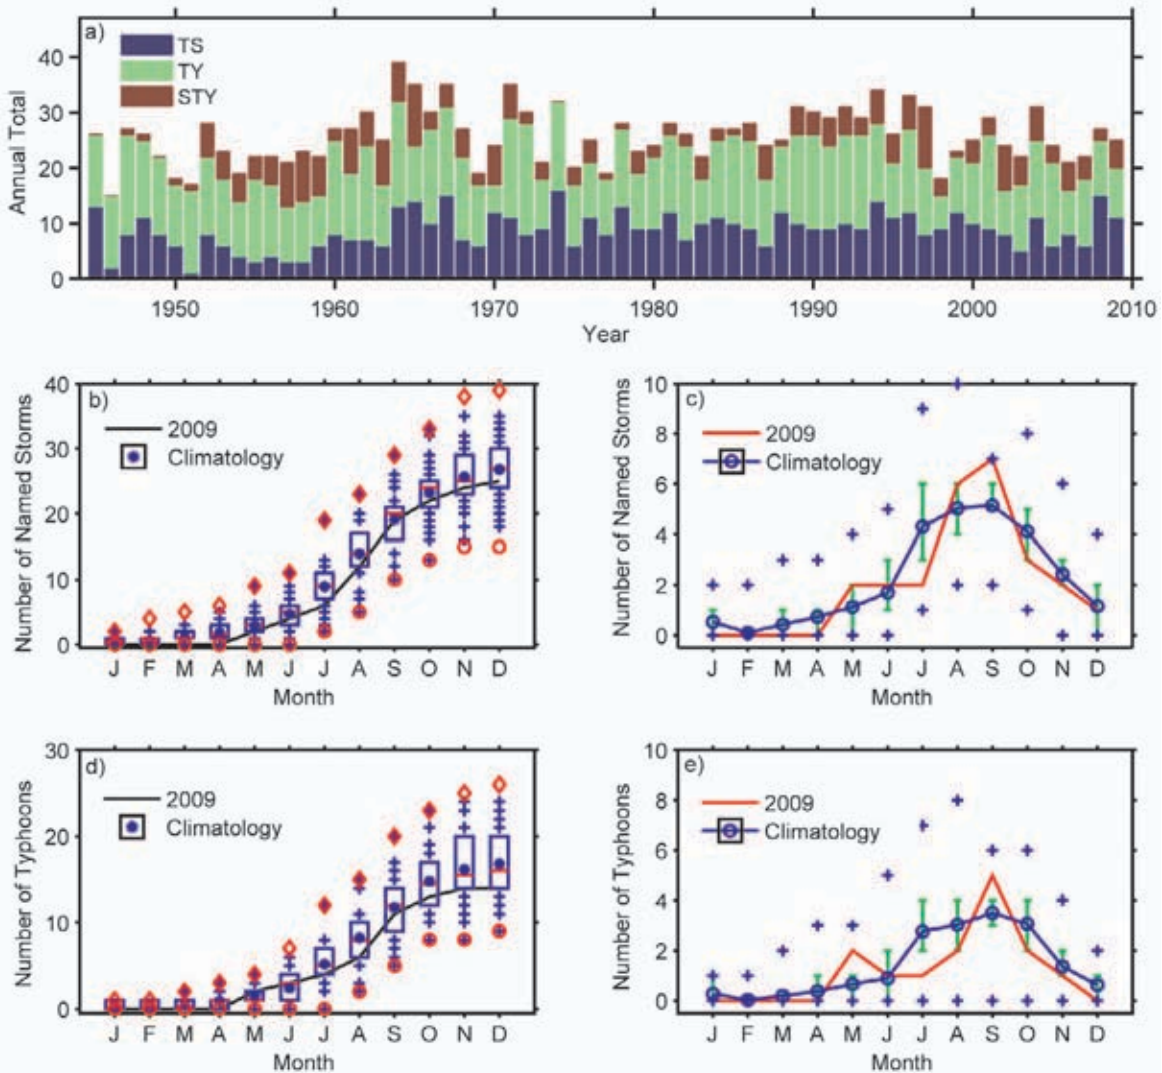 a)
TS
TY
STY
Annual Total
40
30
20
10
0
1950 1960 1970 1980 1990 2000 2010
Year
b)
2009
Climatology
Number of Named Storms
40
30
20
10
0
J F M A M J J A S O N D
Month
c)
2009
Climatology
Number of Named Storms
10
8
6
4
2
0
J F M A M J J A S O N D
Month
d)
2009
Climatology
Number of Typhoons
30
20
10
0
J F M A M J J A S O N D
Month
e)
2009
Climatology
Number of Typhoons
10
8
6
4
2
0
J F M A M J J A S O N D
Month